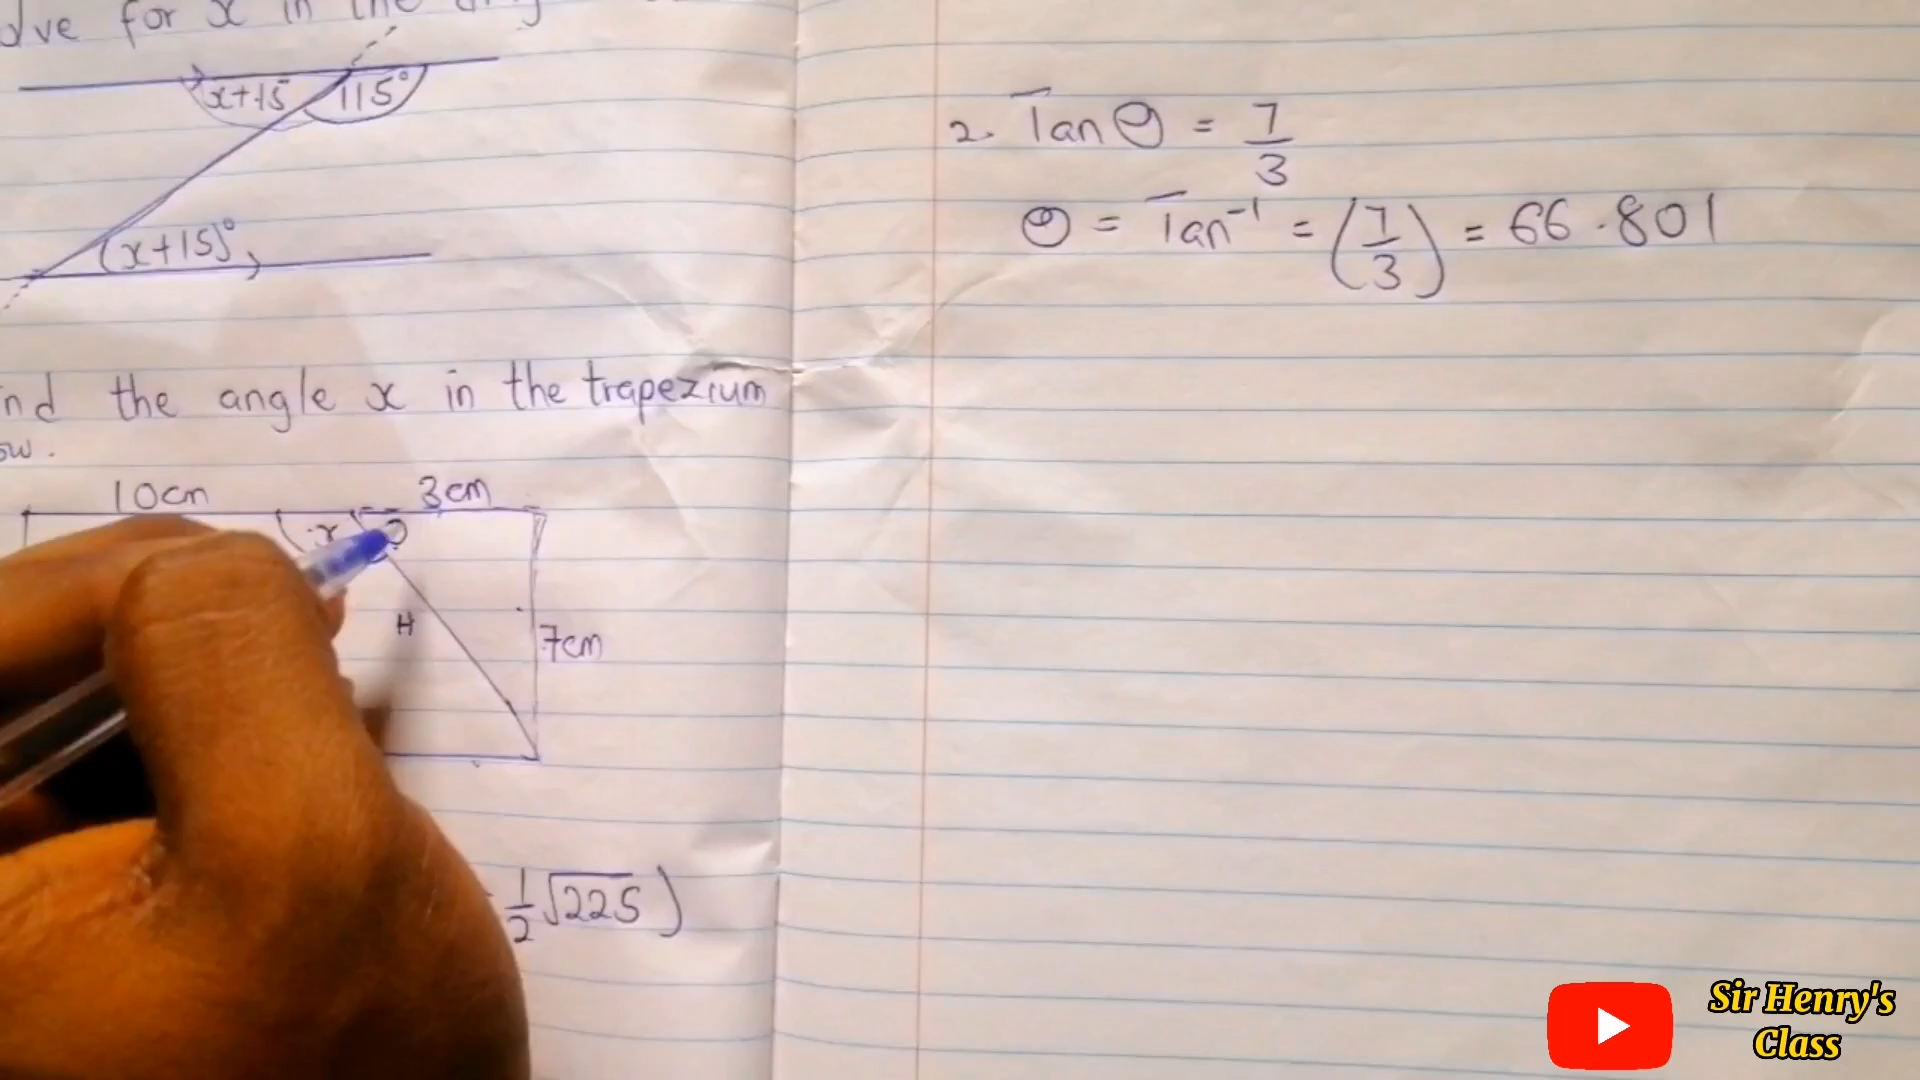 for x in the
x+15 115°
(x+15)°
the angle x in the trapezium
10cm 3cm
x
H
7cm
1/2 √225 )
2. Tan θ = 7/3
θ = Tan⁻¹ = (7/3) = 66.801
Sir Henry's
Class